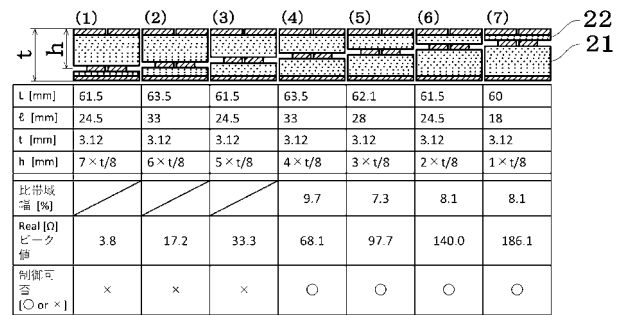 (1) (2) (3) (4) (5) (6) (7)
22
21
t
h
L [mm] 61.5 63.5 61.5 63.5 62.1 61.5 60
ℓ [mm] 24.5 33 24.5 33 28 24.5 18
t [mm] 3.12 3.12 3.12 3.12 3.12 3.12 3.12
h [mm] 7×t/8 6×t/8 5×t/8 4×t/8 3×t/8 2×t/8 1×t/8
比帯域
幅 [%] 9.7 7.3 8.1 8.1
Real [Ω]
ピーク
値 3.8 17.2 33.3 68.1 97.7 140.0 186.1
制御可
否
[○ or ×] × × × ○ ○ ○ ○